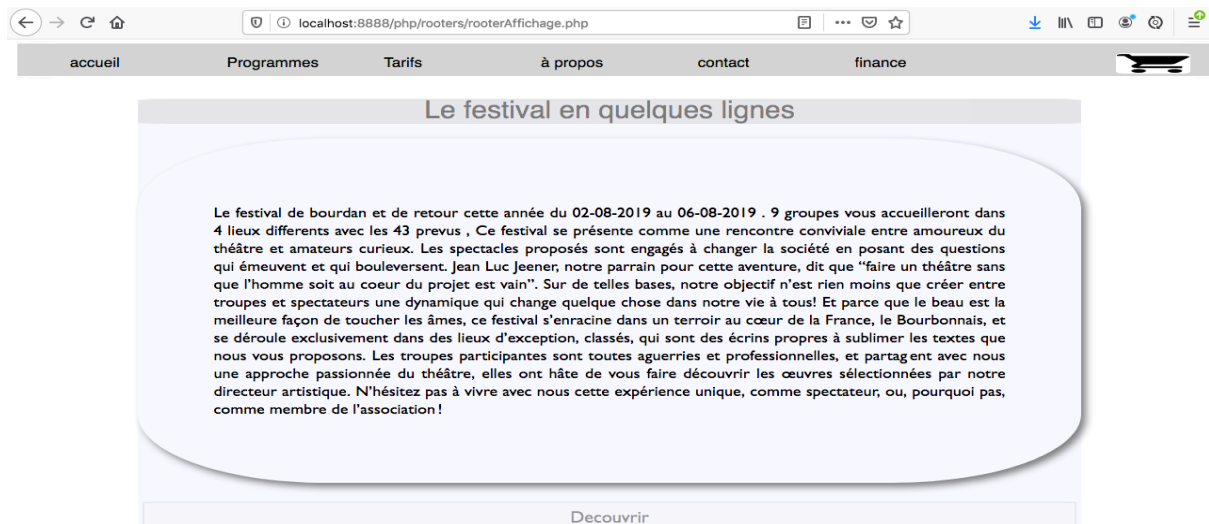 localhost:8888/php/rooters/rooterAffichage.php
accueil Programmes Tarifs à propos contact finance
Le festival en quelques lignes
Le festival de bourdan et de retour cette année du 02-08-2019 au 06-08-2019 . 9 groupes vous accueilleront dans
4 lieux differents avec les 43 prevus , Ce festival se présente comme une rencontre conviviale entre amoureux du
théâtre et amateurs curieux. Les spectacles proposés sont engagés à changer la société en posant des questions
qui émeuvent et qui bouleversent. Jean Luc Jeener, notre parrain pour cette aventure, dit que “faire un théâtre sans
que l’homme soit au coeur du projet est vain”. Sur de telles bases, notre objectif n’est rien moins que créer entre
troupes et spectateurs une dynamique qui change quelque chose dans notre vie à tous! Et parce que le beau est la
meilleure façon de toucher les âmes, ce festival s’enracine dans un terroir au cœur de la France, le Bourbonnais, et
se déroule exclusivement dans des lieux d’exception, classés, qui sont des écrins propres à sublimer les textes que
nous vous proposons. Les troupes participantes sont toutes aguerries et professionnelles, et partagent avec nous
une approche passionnée du théâtre, elles ont hâte de vous faire découvrir les œuvres sélectionnées par notre
directeur artistique. N’hésitez pas à vivre avec nous cette expérience unique, comme spectateur, ou, pourquoi pas,
comme membre de l’association !
Decouvrir